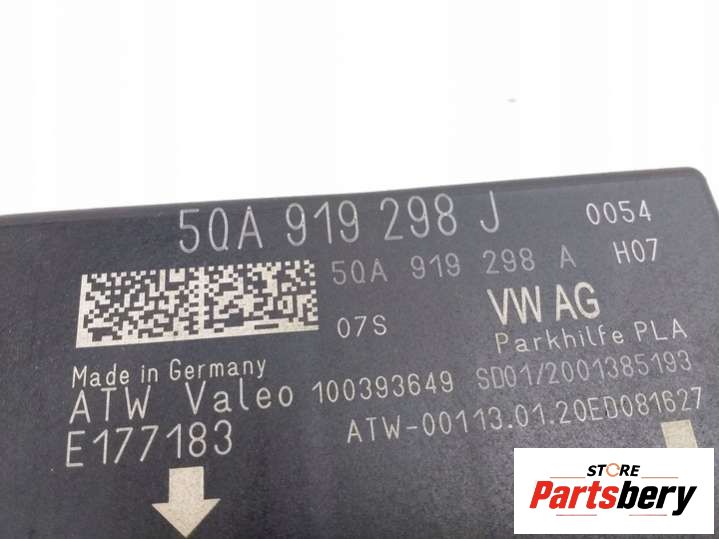 5QA 919 298 J 0054
5QA 919 298 A H07
07S VW AG
Parkhilfe PLA
Made in Germany
ATW Valeo 100393649 SD01/2001385193
E177183 ATW-00113.01.20ED081627
STORE
Partsbery